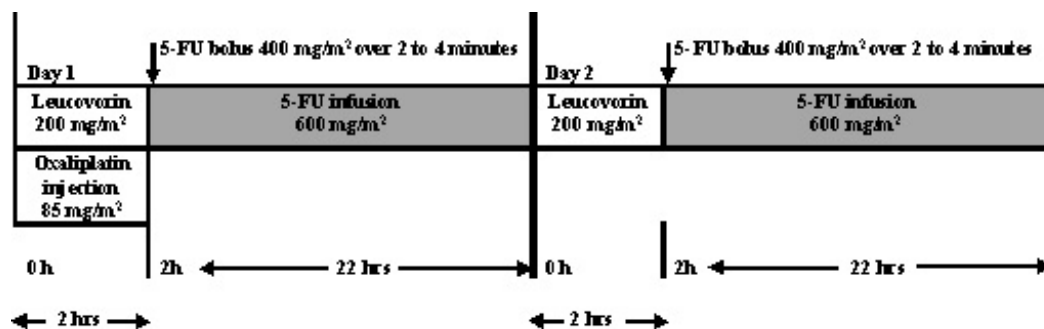 5-FU bolus 400 mg/m² over 2 to 4 minutes
5-FU bolus 400 mg/m² over 2 to 4 minutes
Day 1
Day 2
Leucovorin
200 mg/m²
5-FU infusion
600 mg/m²
Leucovorin
200 mg/m²
5-FU infusion
600 mg/m²
Oxaliplatin
injection
85 mg/m²
0 h
2h
22 hrs
0 h
2h
22 hrs
2 hrs
2 hrs